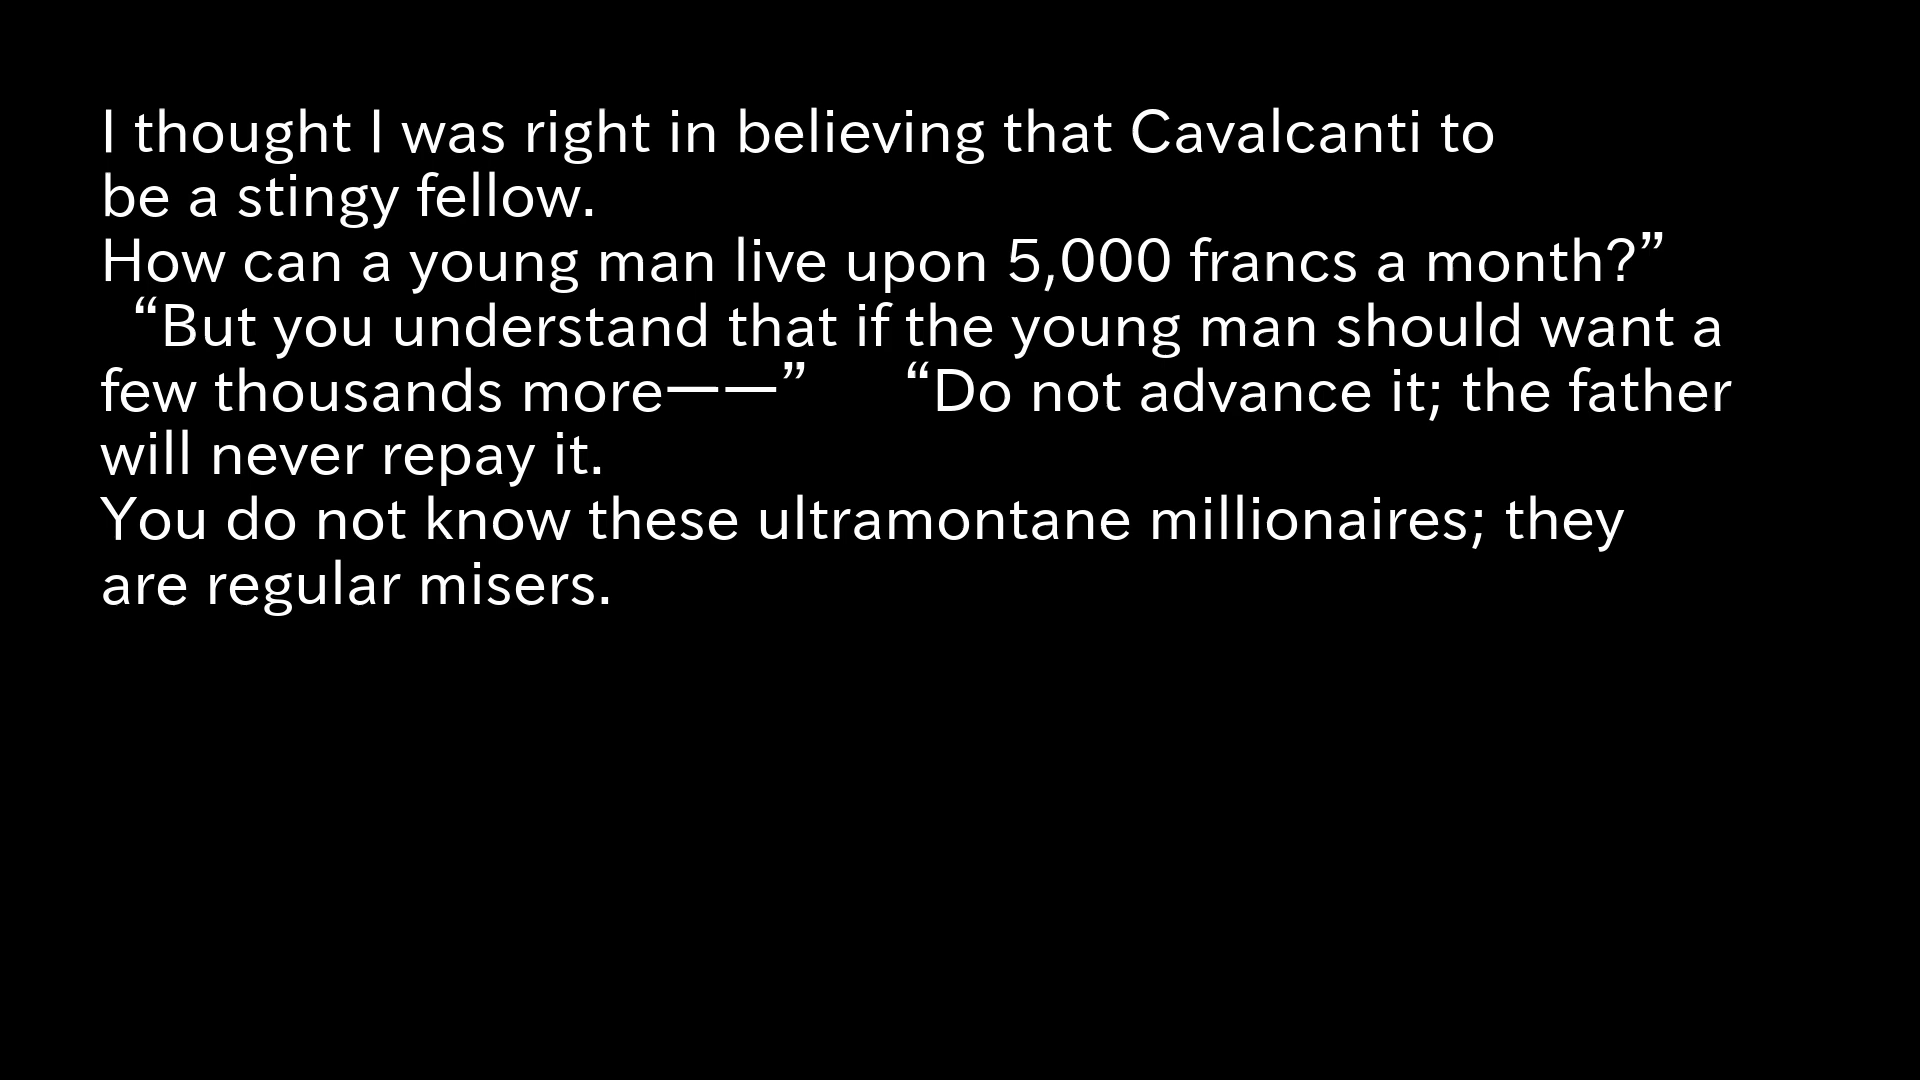 I thought I was right in believing that Cavalcanti to
be a stingy fellow.
How can a young man live upon 5,000 francs a month?”
“But you understand that if the young man should want a
few thousands more——” “Do not advance it; the father
will never repay it.
You do not know these ultramontane millionaires; they
are regular misers.